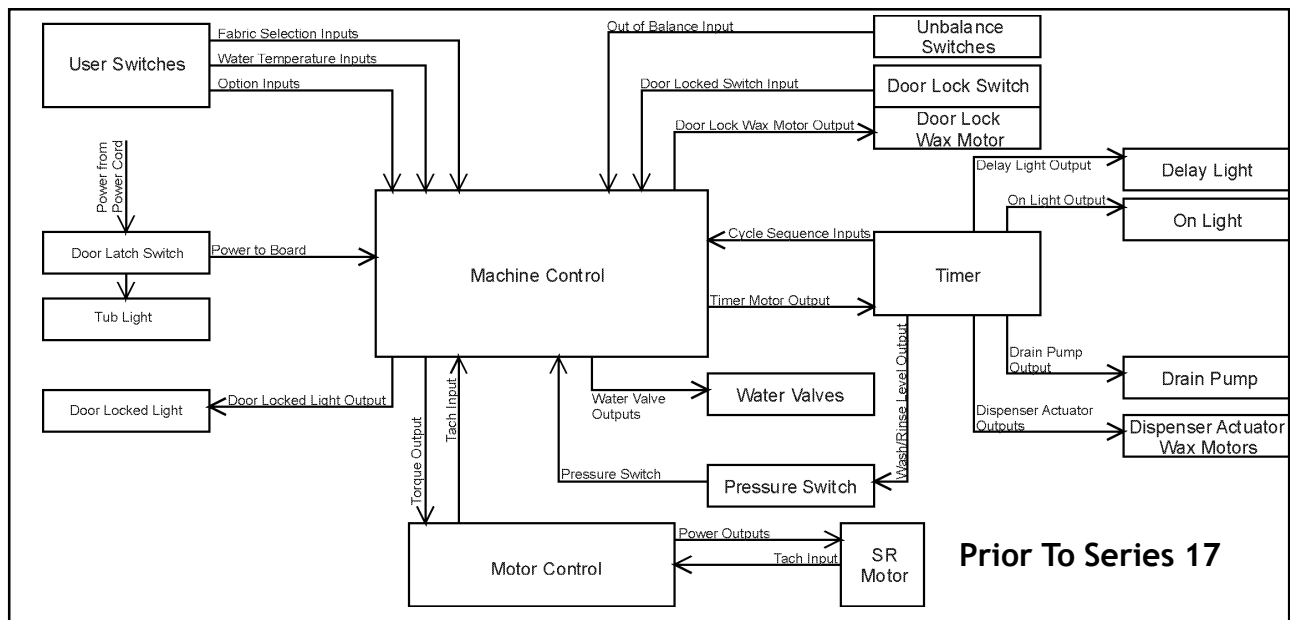 Fabric Selection Inputs
User Switches
Water Temperature Inputs
Option Inputs
Out of Balance Input
Unbalance
Switches
Door Locked Switch Input
Door Lock Switch
Door Lock Wax Motor Output
Door Lock
Wax Motor
Power from
Power Cord
Delay Light Output
Delay Light
On Light Output
On Light
Door Latch Switch
Power to Board
Cycle Sequence Inputs
Machine Control
Timer
Tub Light
Timer Motor Output
Door Locked Light
Door Locked Light Output
Torque Output
Tach Input
Water Valve
Outputs
Water Valves
Wash/Rinse Level Output
Drain Pump
Output
Drain Pump
Dispenser Actuator
Outputs
Dispenser Actuator
Wax Motors
Pressure Switch
Pressure Switch
Motor Control
Power Outputs
Tach Input
SR
Motor
Prior To Series 17